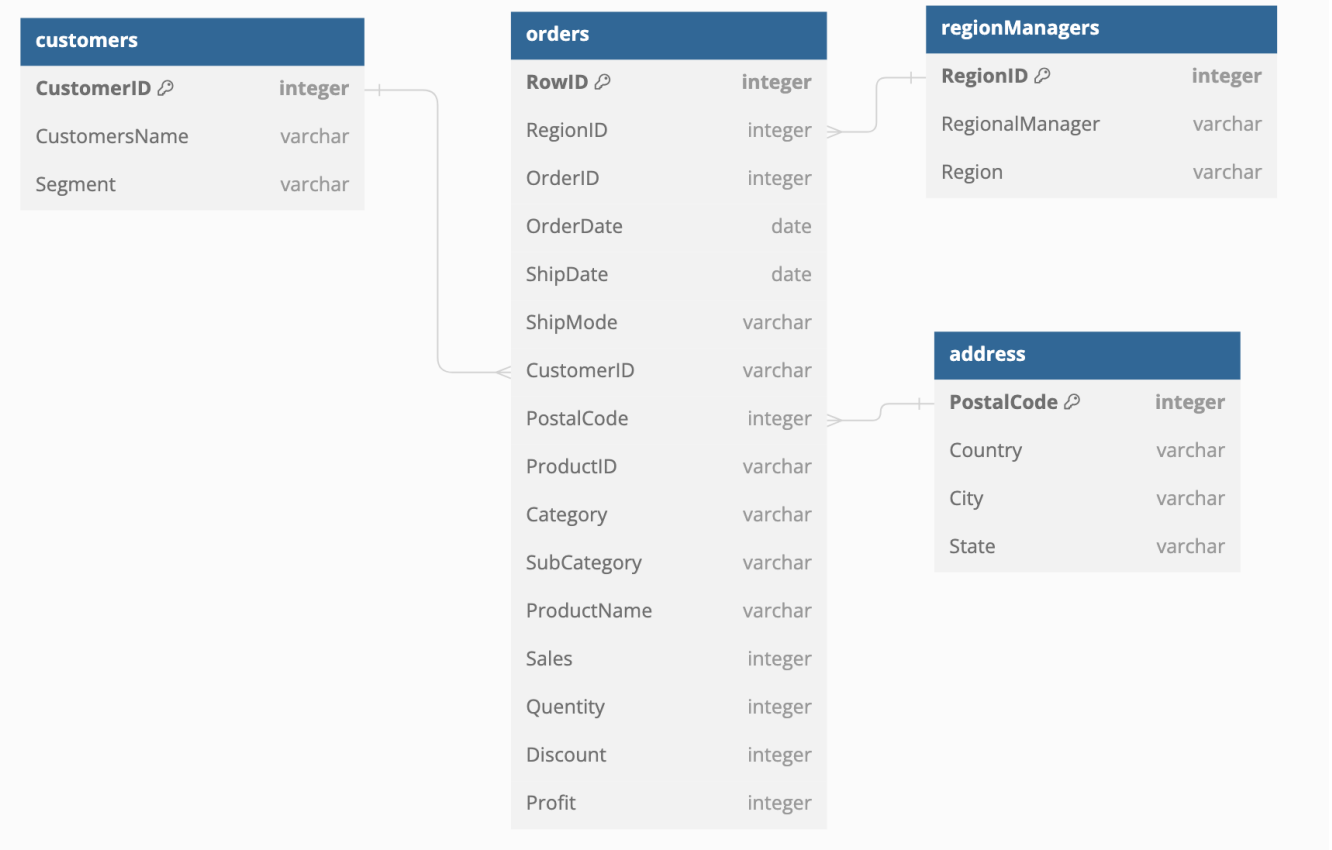 customers
CustomerID integer
CustomersName varchar
Segment varchar
orders
RowID integer
RegionID integer
OrderID integer
OrderDate date
ShipDate date
ShipMode varchar
CustomerID varchar
PostalCode integer
ProductID varchar
Category varchar
SubCategory varchar
ProductName varchar
Sales integer
Quentity integer
Discount integer
Profit integer
regionManagers
RegionID integer
RegionalManager varchar
Region varchar
address
PostalCode integer
Country varchar
City varchar
State varchar